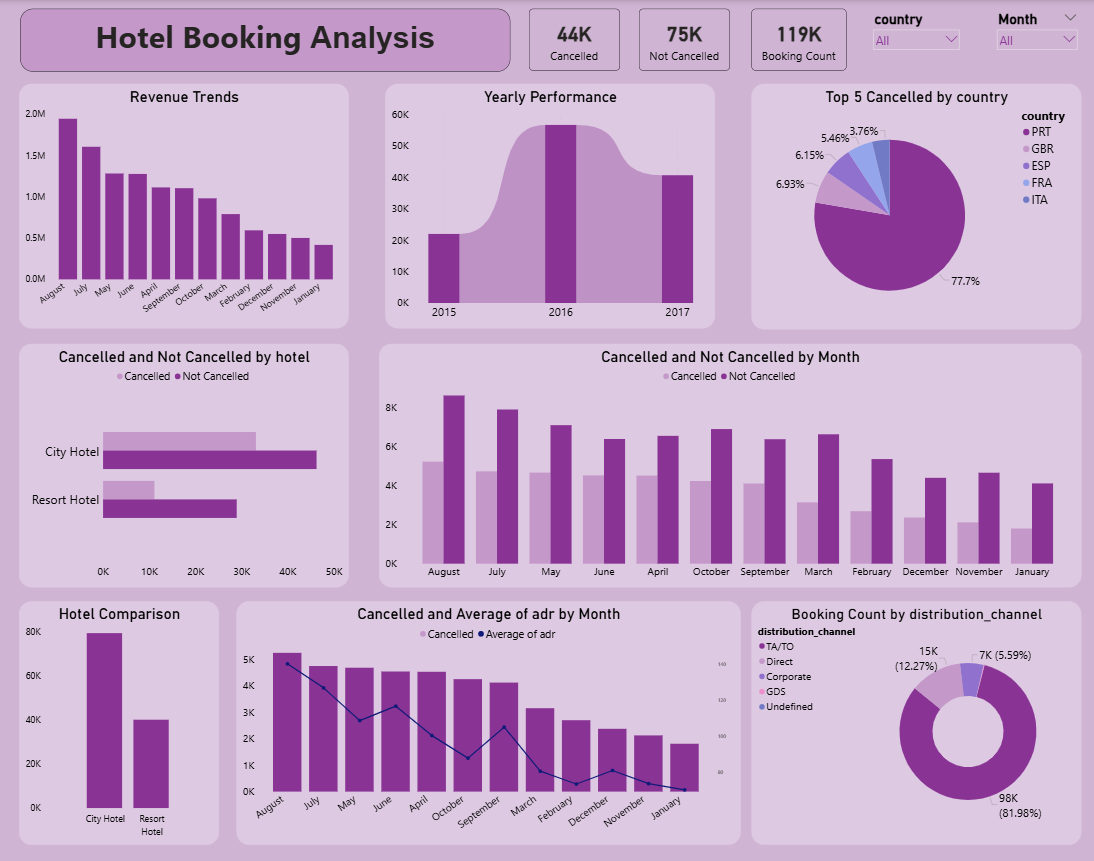 Hotel Booking Analysis
44K
Cancelled
75K
Not Cancelled
119K
Booking Count
country
All
Month
All
Revenue Trends
2.0M
1.5M
1.0M
0.5M
0.0M
August
July
May
June
April
September
October
March
February
December
November
January
Yearly Performance
60K
50K
40K
30K
20K
10K
0K
2015
2016
2017
Top 5 Cancelled by country
country
PRT
GBR
ESP
FRA
ITA
3.76%
5.46%
6.15%
6.93%
77.7%
Cancelled and Not Cancelled by hotel
Cancelled Not Cancelled
City Hotel
Resort Hotel
0K 10K 20K 30K 40K 50K
Cancelled and Not Cancelled by Month
Cancelled Not Cancelled
8K
6K
4K
2K
0K
August July May June April October September March February December November January
Hotel Comparison
80K
60K
40K
20K
0K
City Hotel
Resort
Hotel
Cancelled and Average of adr by Month
Cancelled Average of adr
5K
4K
3K
2K
1K
0K
140
120
100
80
August
July
May
June
April
October
September
March
February
December
November
January
Booking Count by distribution_channel
distribution_channel
TA/TO
Direct
Corporate
GDS
Undefined
15K
(12.27%)
7K (5.59%)
98K
(81.98%)